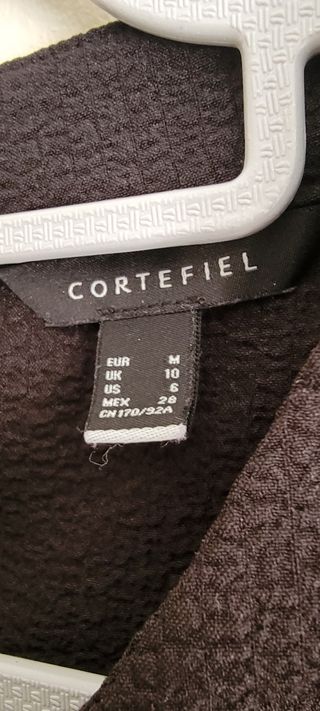 CORTEFIEL
EUR M
UK 10
US 6
MEX 28
CN 170/92A